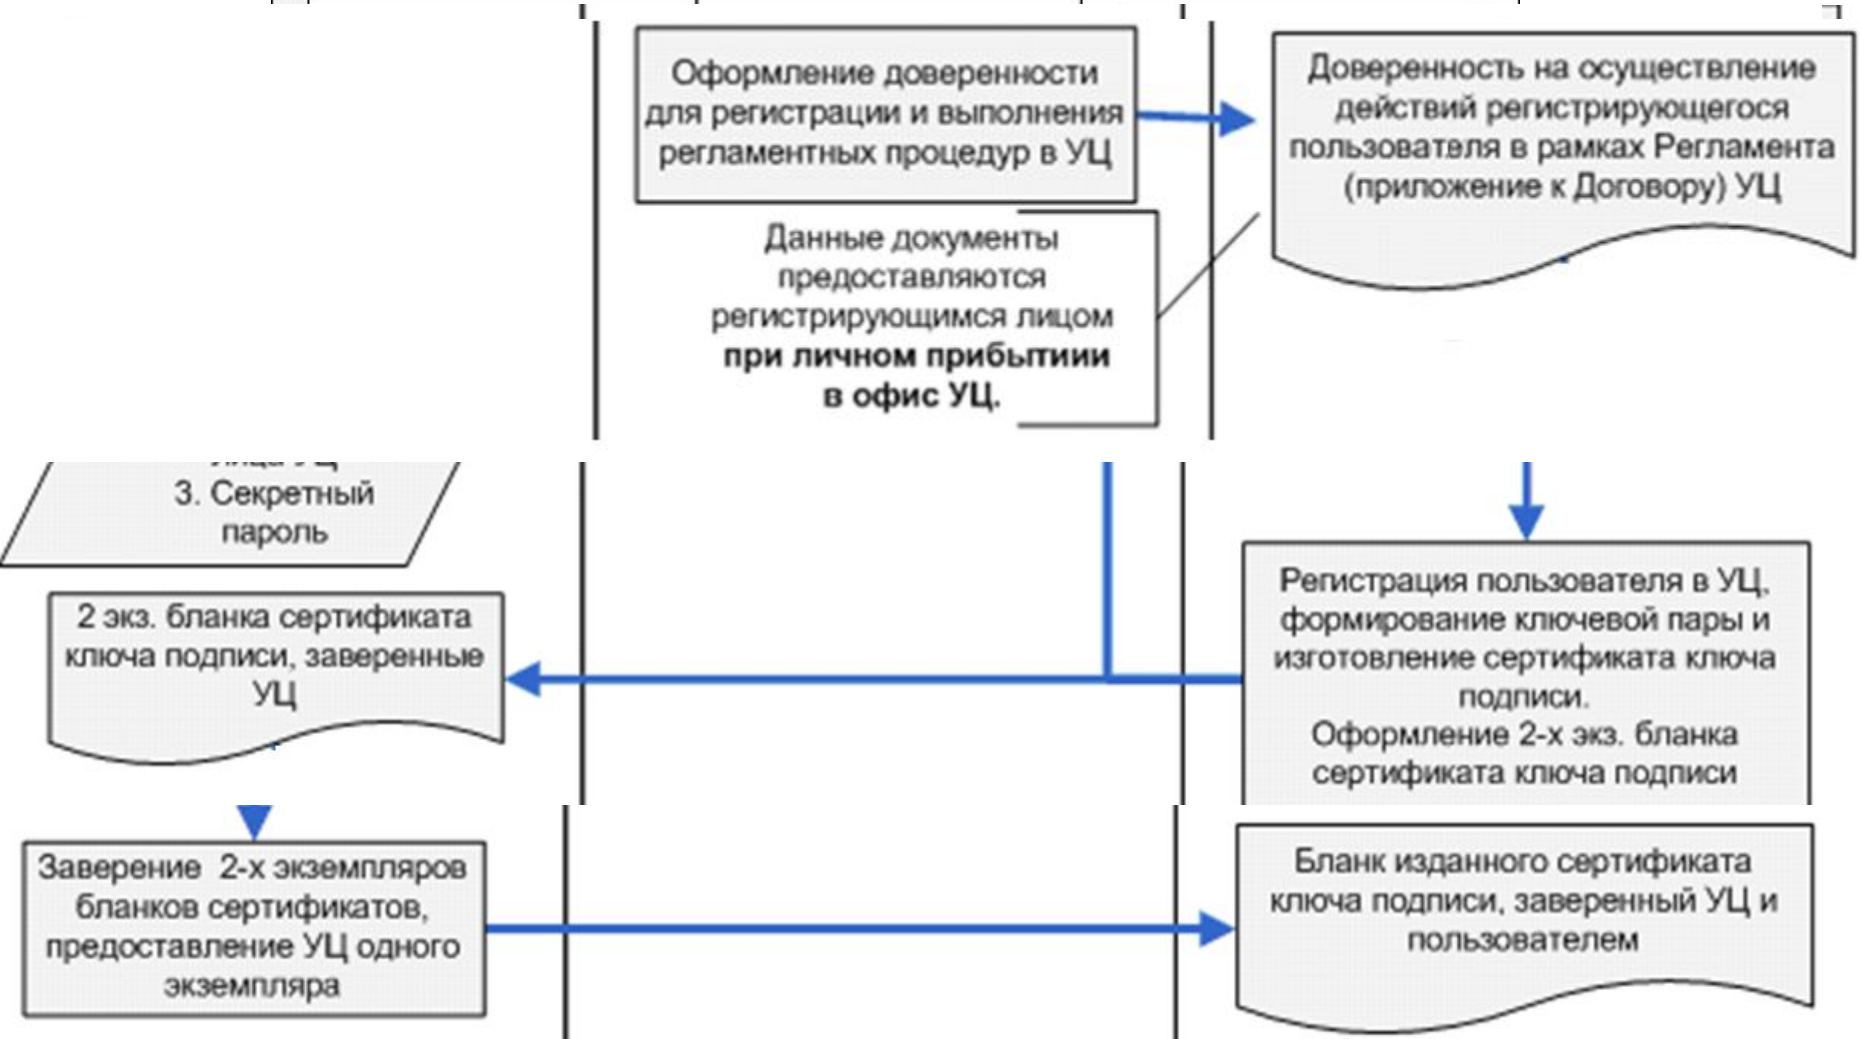 Оформление доверенности
для регистрации и выполнения
регламентных процедур в УЦ
Доверенность на осуществление
действий регистрирующегося
пользователя в рамках Регламента
(приложение к Договору) УЦ
Данные документы
предоставляются
регистрирующимся лицом
при личном прибытиии
в офис УЦ.
лица УЦ
3. Секретный
пароль
2 экз. бланка сертификата
ключа подписи, заверенные
УЦ
Регистрация пользователя в УЦ,
формирование ключевой пары и
изготовление сертификата ключа
подписи.
Оформление 2-х экз. бланка
сертификата ключа подписи
Заверение 2-х экземпляров
бланков сертификатов,
предоставление УЦ одного
экземпляра
Бланк изданного сертификата
ключа подписи, заверенный УЦ и
пользователем